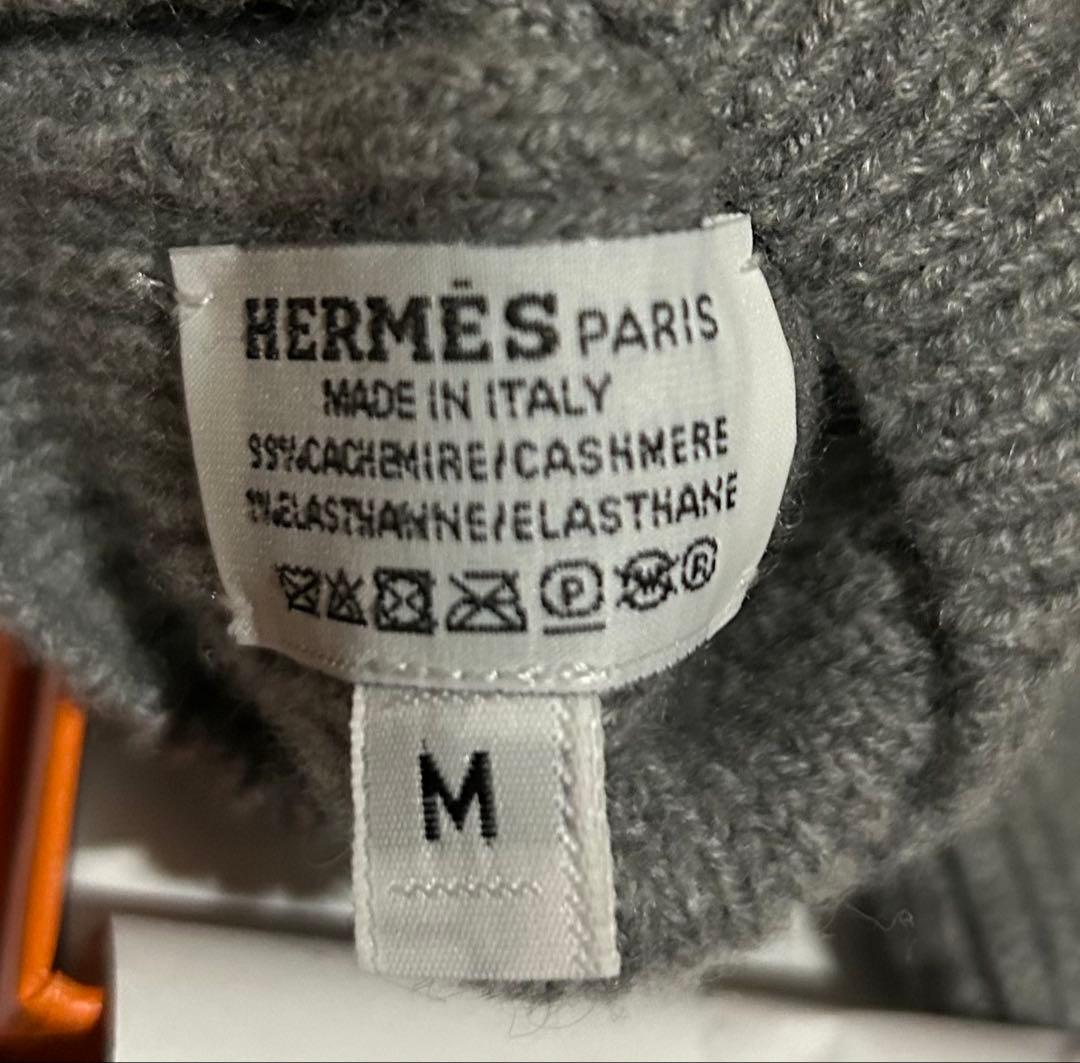 HERMÈS PARIS
MADE IN ITALY
99%CACHEMIRE/CASHMERE
1%ELASTHANNE/ELASTHANE
P W R
M